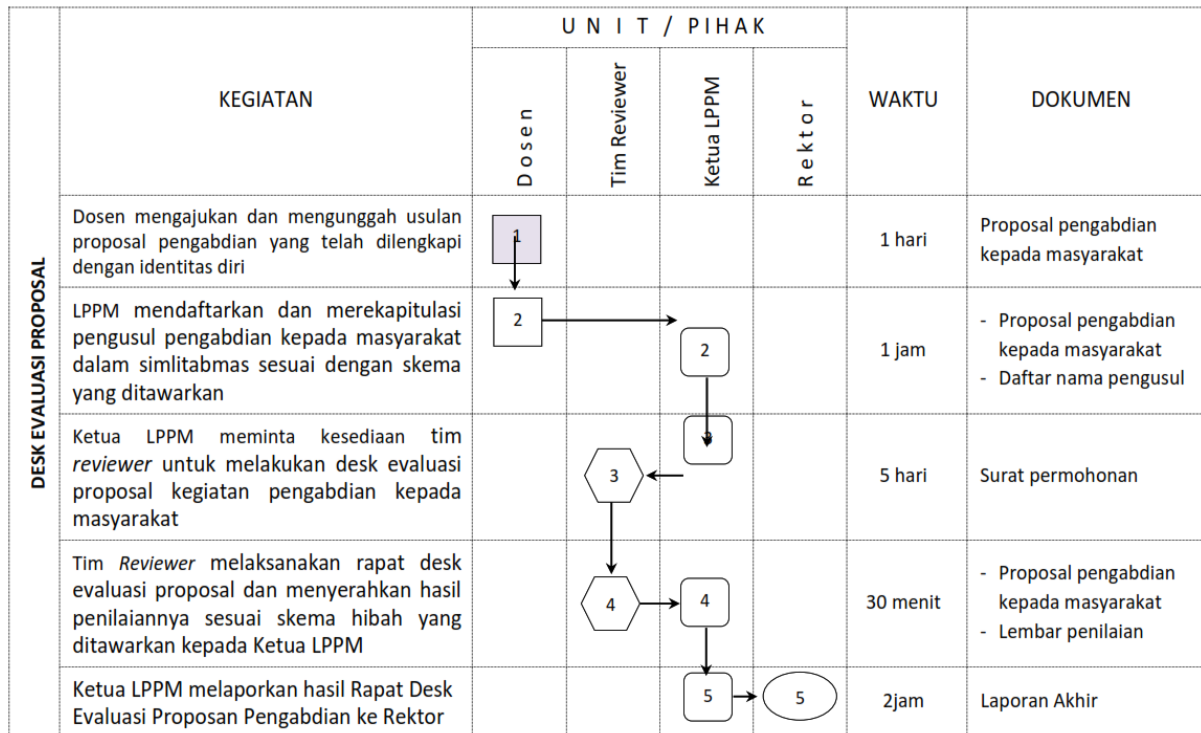 U N I T / PIHAK
KEGIATAN
Dosen
Tim Reviewer
Ketua LPPM
Rektor
WAKTU
DOKUMEN
DESK EVALUASI PROPOSAL
Dosen mengajukan dan mengunggah usulan
proposal pengabdian yang telah dilengkapi
dengan identitas diri
1
1 hari
Proposal pengabdian
kepada masyarakat
LPPM mendaftarkan dan merekapitulasi
pengusul pengabdian kepada masyarakat
dalam simlitabmas sesuai dengan skema
yang ditawarkan
2
2
1 jam
- Proposal pengabdian
kepada masyarakat
- Daftar nama pengusul
Ketua LPPM meminta kesediaan tim
reviewer untuk melakukan desk evaluasi
proposal kegiatan pengabdian kepada
masyarakat
3
3
5 hari
Surat permohonan
Tim Reviewer melaksanakan rapat desk
evaluasi proposal dan menyerahkan hasil
penilaiannya sesuai skema hibah yang
ditawarkan kepada Ketua LPPM
4
4
30 menit
- Proposal pengabdian
kepada masyarakat
- Lembar penilaian
Ketua LPPM melaporkan hasil Rapat Desk
Evaluasi Proposan Pengabdian ke Rektor
5
5
2jam
Laporan Akhir